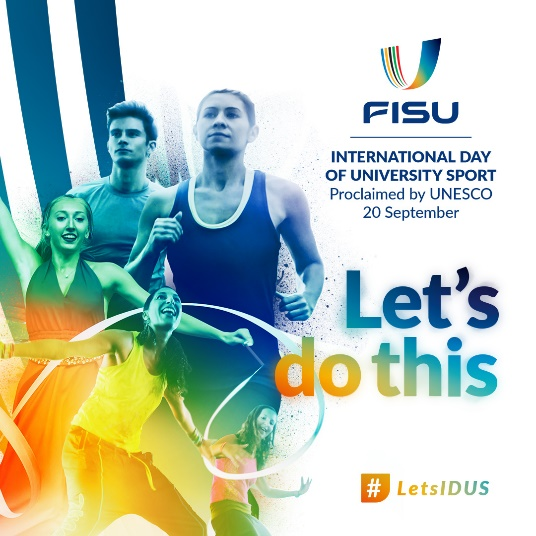 FISU
INTERNATIONAL DAY
OF UNIVERSITY SPORT
Proclaimed by UNESCO
20 September
Let's
do this
# LetsIDUS